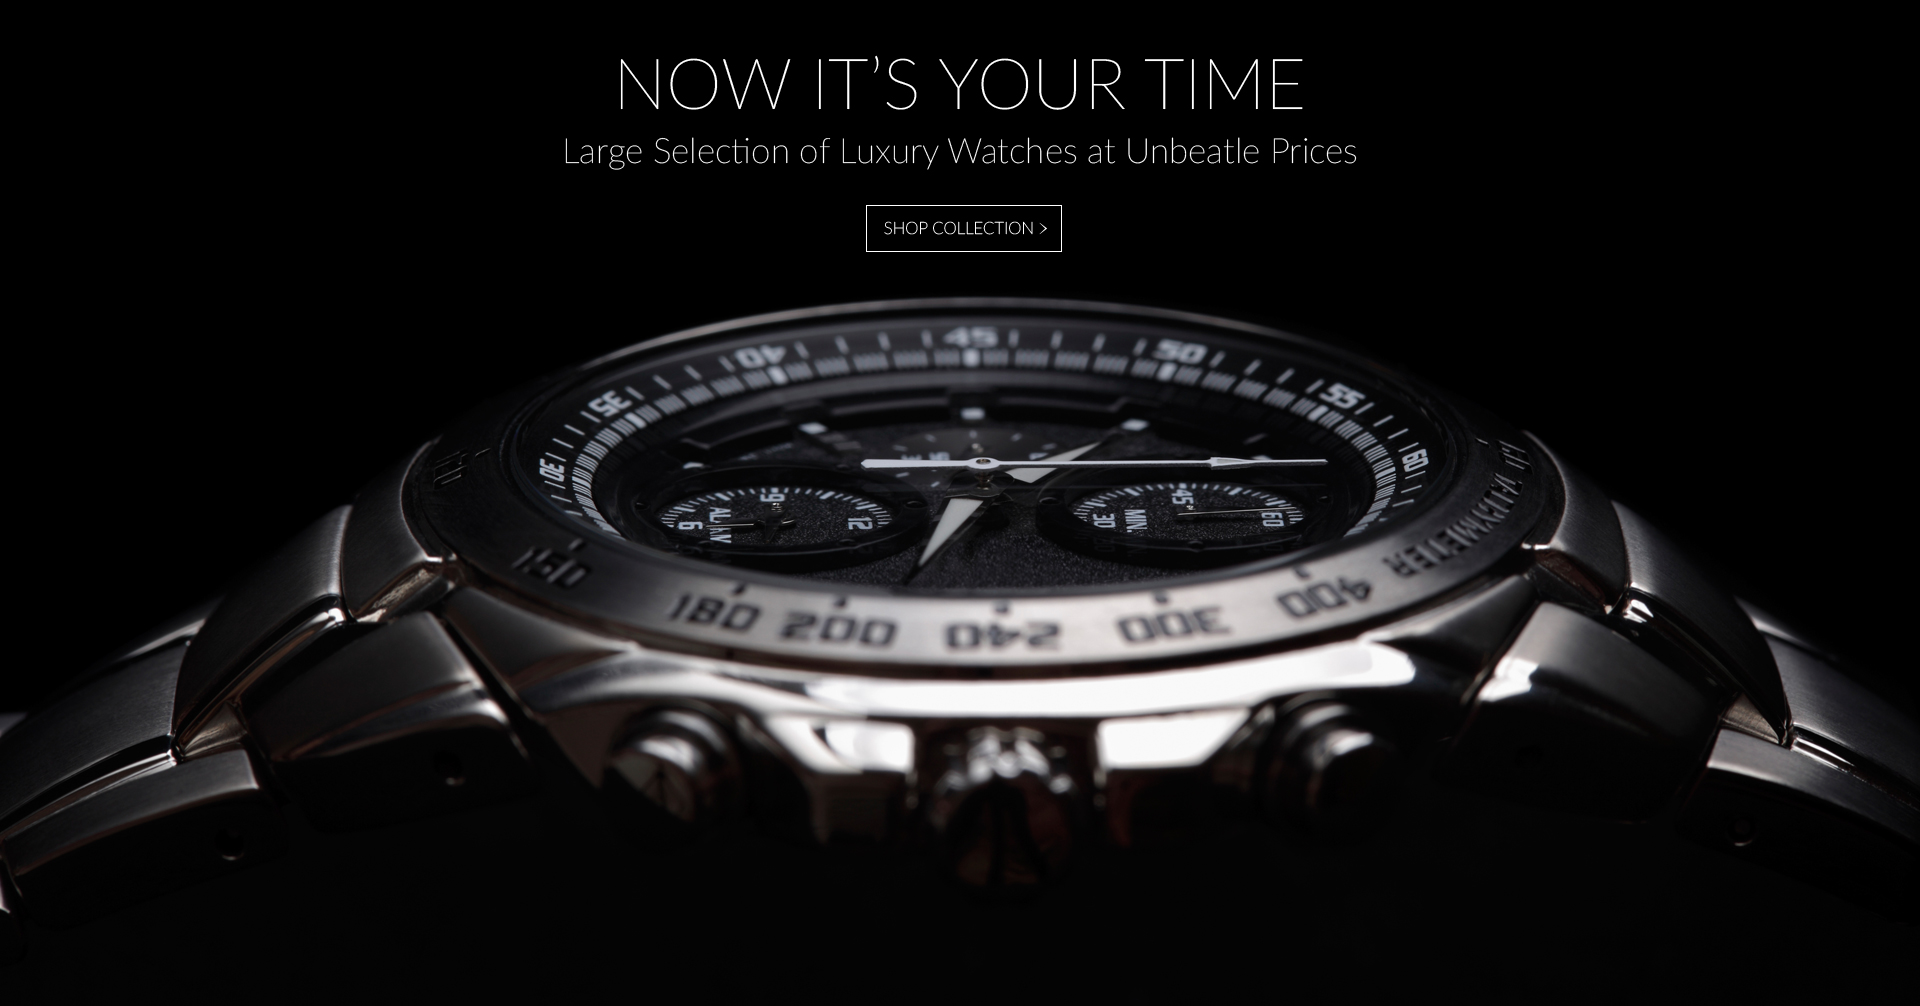 NOW IT’S YOUR TIME
Large Selection of Luxury Watches at Unbeatle Prices
SHOP COLLECTION >
40 45 50
35 55
30 60
9 45
6 ALARM 12 30 MIN. 60
TACHYMETER
150 180 200 240 300 400